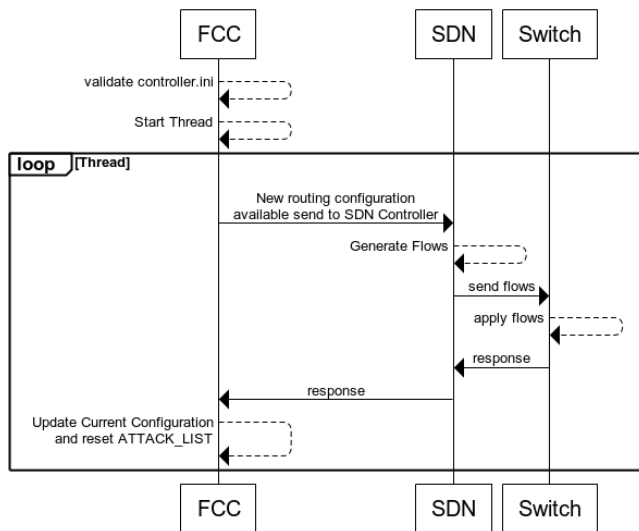 FCC SDN Switch
validate controller.ini
Start Thread
loop [Thread]
New routing configuration
available send to SDN Controller
Generate Flows
send flows
apply flows
response
response
Update Current Configuration
and reset ATTACK_LIST
FCC SDN Switch